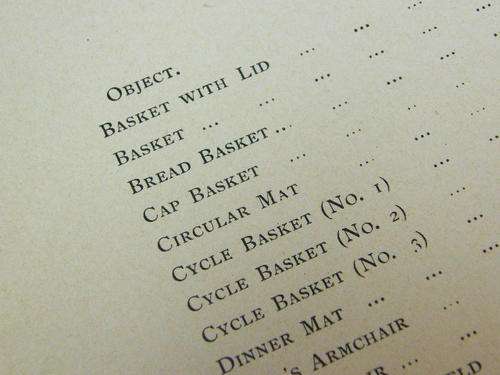 Object.
Basket with Lid ... ...
Basket ... ... ... ... ...
Bread Basket ... ... ... ...
Cap Basket ... ... ... ...
Circular Mat ... ... ...
Cycle Basket (No. 1) ... ...
Cycle Basket (No. 2) ...
Cycle Basket (No. 3) ...
Dinner Mat ... ... ...
's Armchair ...
... ...